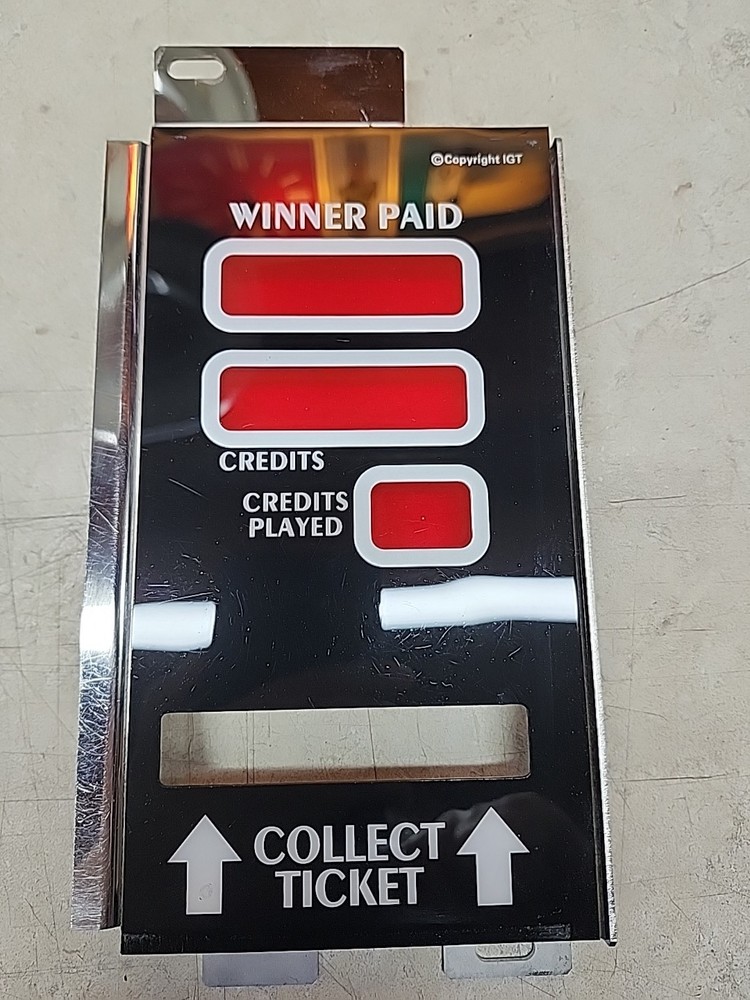 ©Copyright IGT
WINNER PAID
CREDITS
CREDITS
PLAYED
COLLECT
TICKET